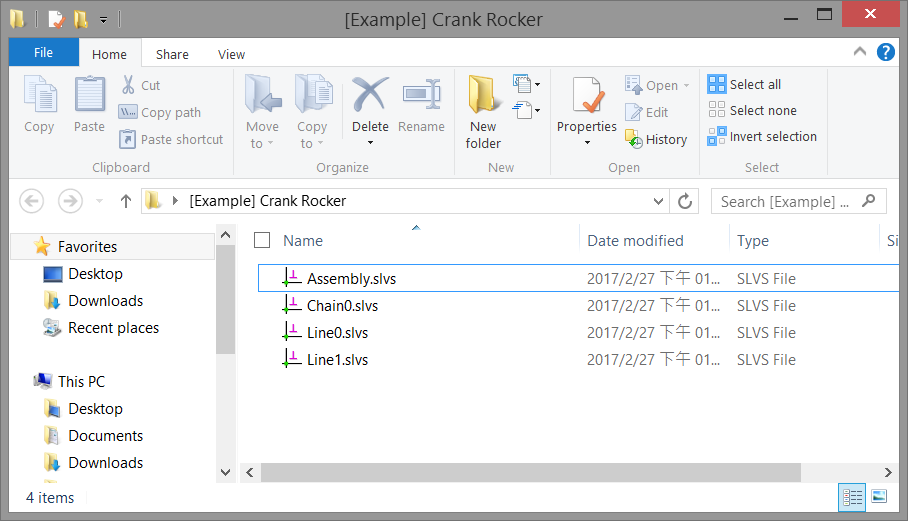 [Example] Crank Rocker
File Home Share View
Copy
Paste
Cut
Copy path
Paste shortcut
Clipboard
Move to
Copy to
Delete
Rename
Organize
New folder
New
Properties
Open
Edit
History
Open
Select all
Select none
Invert selection
Select
[Example] Crank Rocker
Search [Example] ...
Favorites
Desktop
Downloads
Recent places
This PC
Desktop
Documents
Downloads
Name Date modified Type Si
Assembly.slvs 2017/2/27 下午 01... SLVS File
Chain0.slvs 2017/2/27 下午 01... SLVS File
Line0.slvs 2017/2/27 下午 01... SLVS File
Line1.slvs 2017/2/27 下午 01... SLVS File
4 items